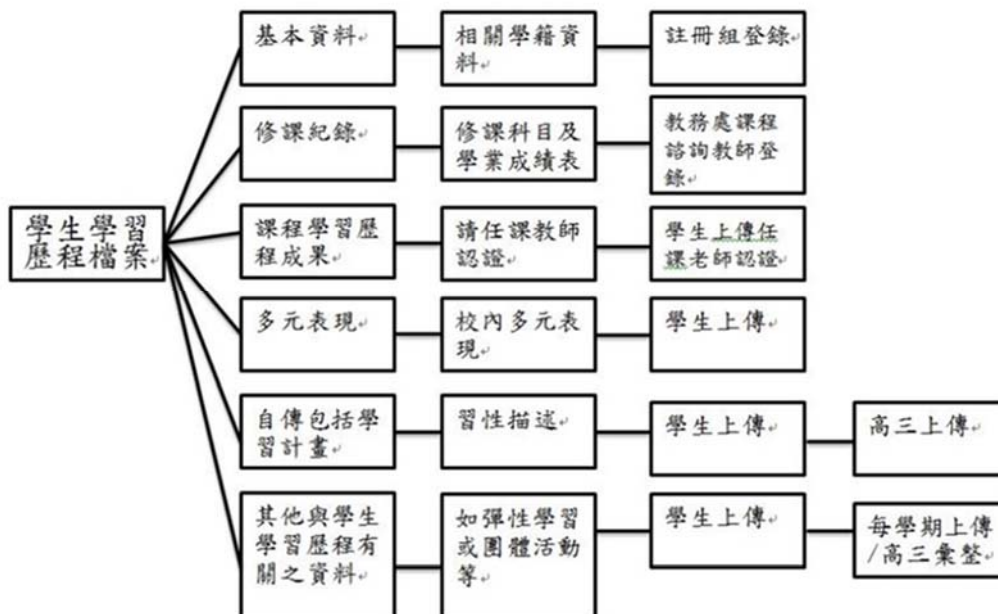 基本資料
相關學籍資
料
註冊組登錄
修課紀錄
修課科目及
學業成績表
教務處課程
諮詢教師登
錄
學生學習
歷程檔案
課程學習歷
程成果
請任課教師
認證
學生上傳任
課老師認證
多元表現
校內多元表
現
學生上傳
自傳包括學
習計畫
習性描述
學生上傳
高三上傳
其他與學生
學習歷程有
關之資料
如彈性學習
或團體活動
等
學生上傳
每學期上傳
/高三彙整